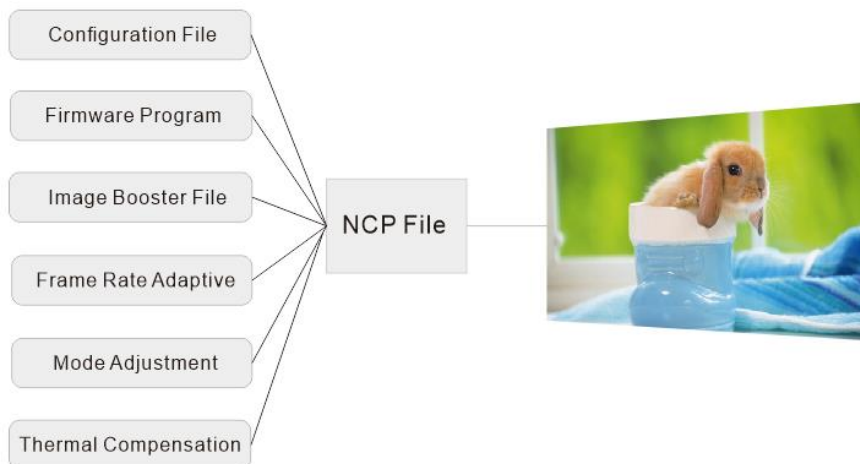 Configuration File
Firmware Program
Image Booster File
Frame Rate Adaptive
Mode Adjustment
Thermal Compensation
NCP File